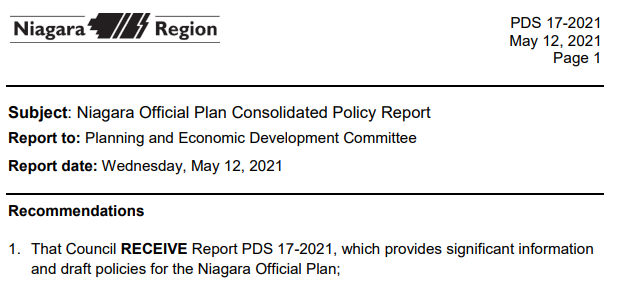 Niagara Region
PDS 17-2021
May 12, 2021
Page 1
Subject: Niagara Official Plan Consolidated Policy Report
Report to: Planning and Economic Development Committee
Report date: Wednesday, May 12, 2021
Recommendations
1. That Council RECEIVE Report PDS 17-2021, which provides significant information
and draft policies for the Niagara Official Plan;